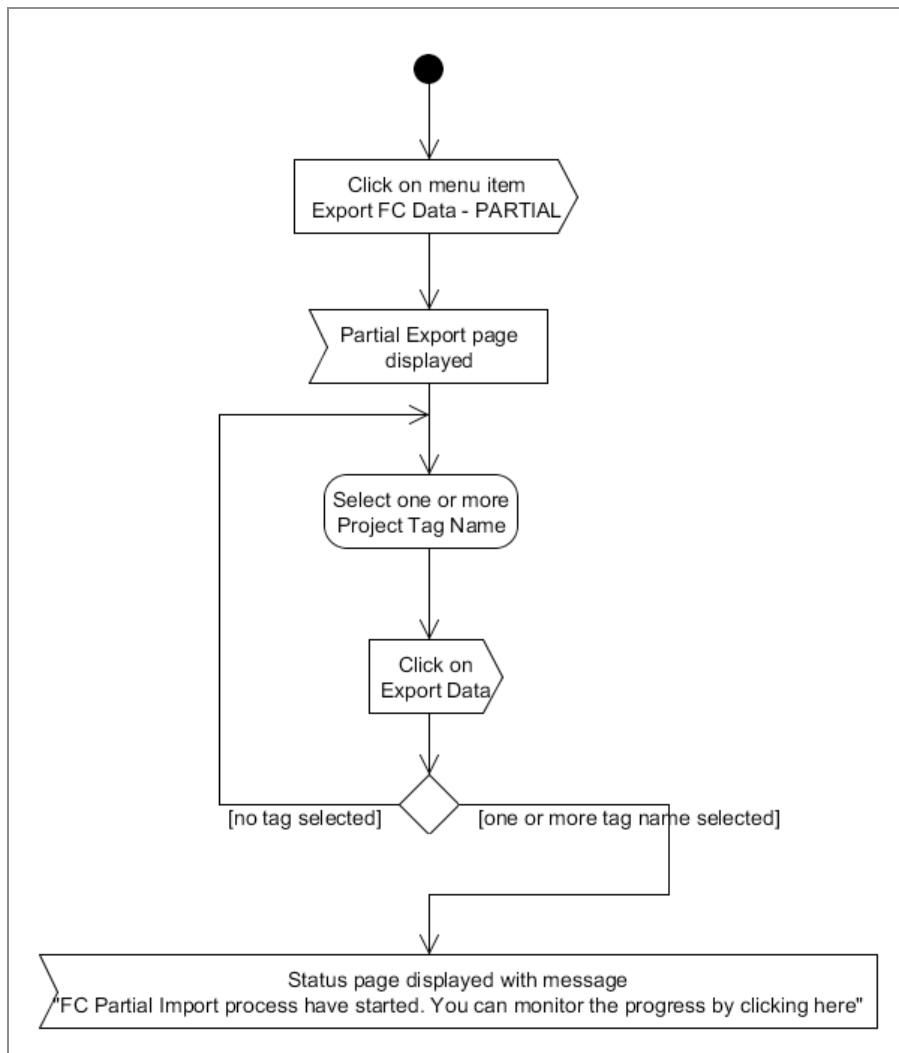 Click on menu item
Export FC Data - PARTIAL
Partial Export page
displayed
Select one or more
Project Tag Name
Click on
Export Data
[no tag selected]
[one or more tag name selected]
Status page displayed with message
"FC Partial Import process have started. You can monitor the progress by clicking here"